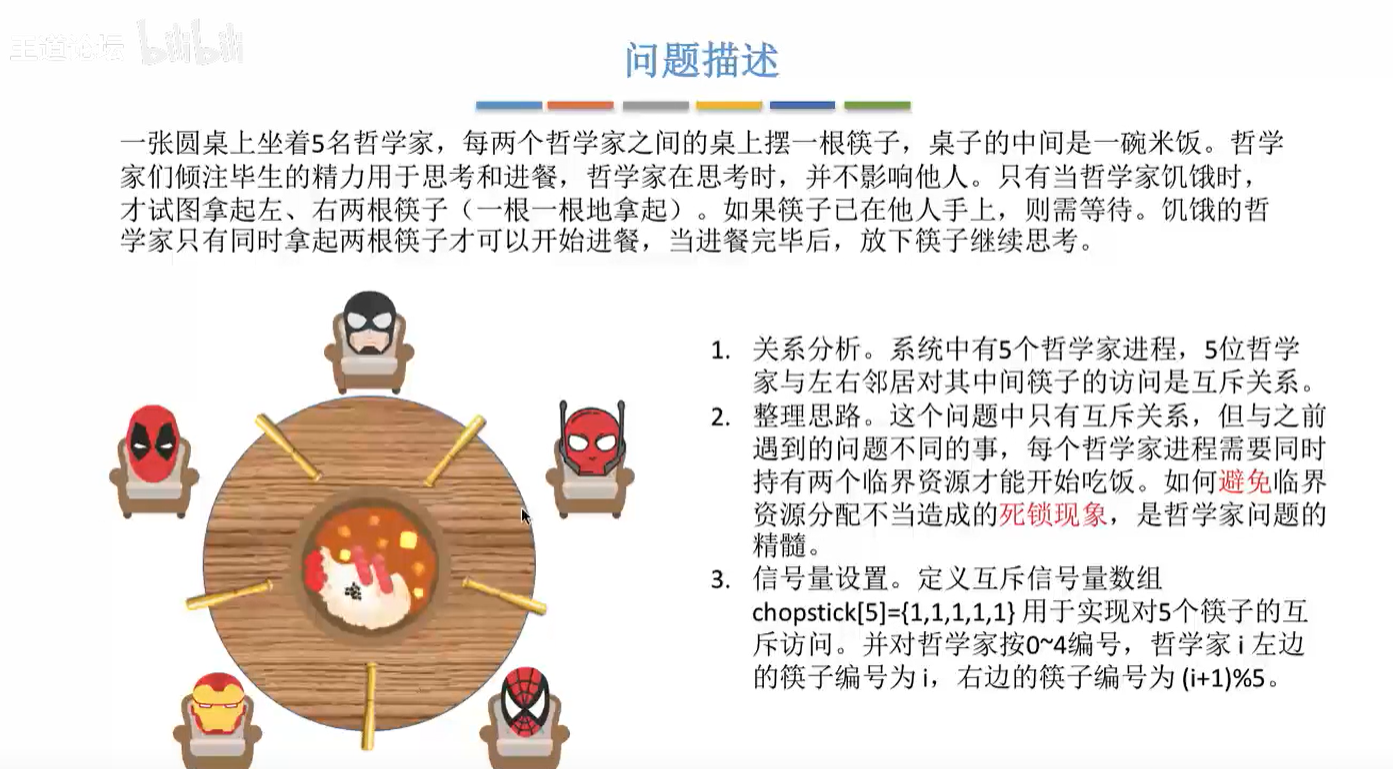 王道论坛 bilibili
问题描述
一张圆桌上坐着5名哲学家，每两个哲学家之间的桌上摆一根筷子，桌子的中间是一碗米饭。哲学
家们倾注毕生的精力用于思考和进餐，哲学家在思考时，并不影响他人。只有当哲学家饥饿时，
才试图拿起左、右两根筷子（一根一根地拿起）。如果筷子已在他人手上，则需等待。饥饿的哲
学家只有同时拿起两根筷子才可以开始进餐，当进餐完毕后，放下筷子继续思考。
1. 关系分析。系统中有5个哲学家进程，5位哲学
家与左右邻居对其中间筷子的访问是互斥关系。
2. 整理思路。这个问题中只有互斥关系，但与之前
遇到的问题不同的事，每个哲学家进程需要同时
持有两个临界资源才能开始吃饭。如何避免临界
资源分配不当造成的死锁现象，是哲学家问题的
精髓。
3. 信号量设置。定义互斥信号量数组
chopstick[5]={1,1,1,1,1} 用于实现对5个筷子的互
斥访问。并对哲学家按0~4编号，哲学家 i 左边
的筷子编号为 i，右边的筷子编号为 (i+1)%5。